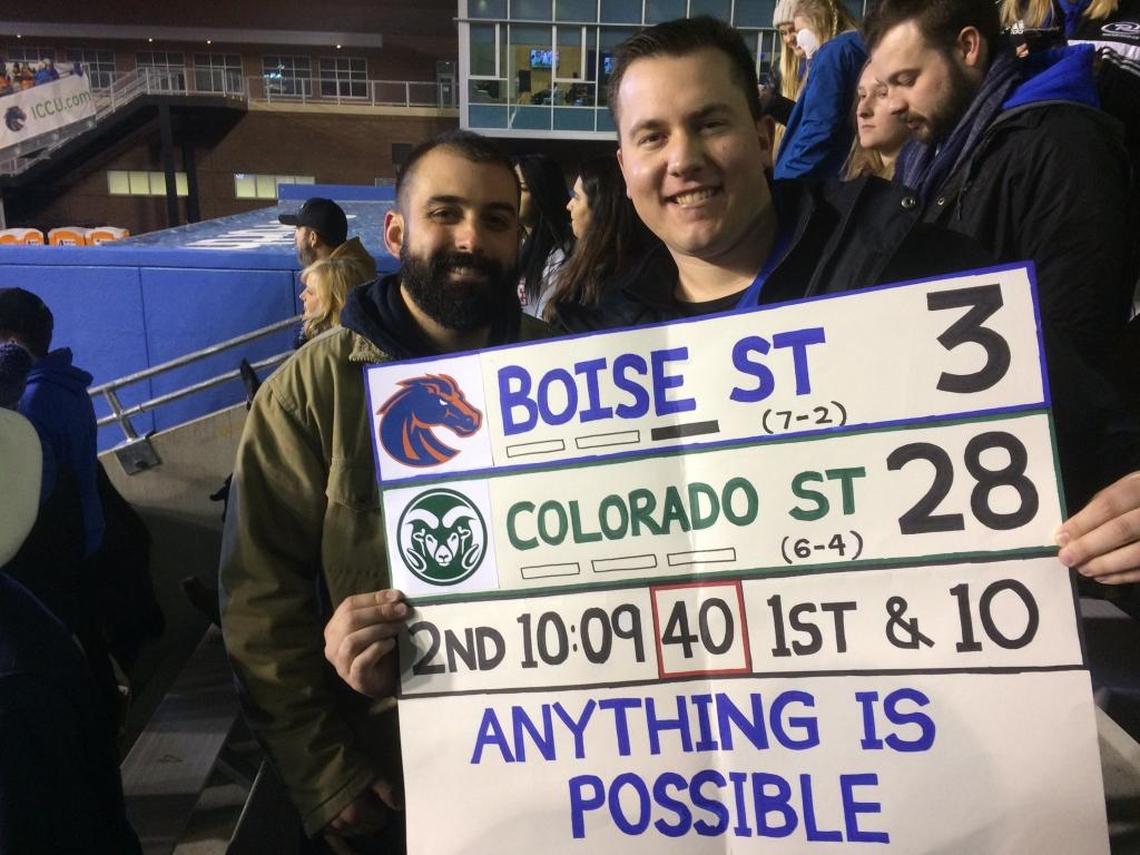 ICCU.com
BOISE ST 3
(7-2)
COLORADO ST 28
(6-4)
2ND 10:09 40 1ST & 10
ANYTHING IS
POSSIBLE